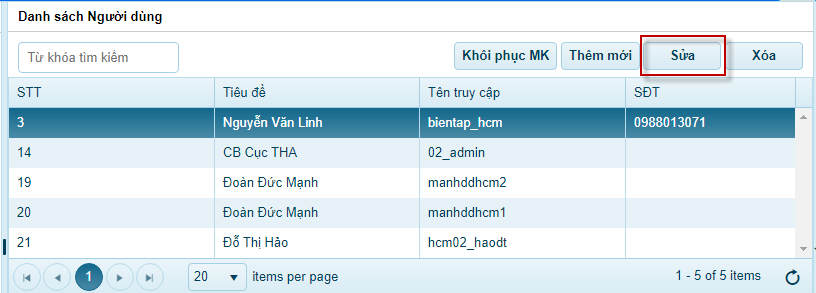 Danh sách Người dùng
Từ khóa tìm kiếm Khôi phục MK Thêm mới Sửa Xóa
STT Tiêu đề Tên truy cập SĐT
3 Nguyễn Văn Linh bientap_hcm 0988013071
14 CB Cục THA 02_admin
19 Đoàn Đức Mạnh manhddhcm2
20 Đoàn Đức Mạnh manhddhcm1
21 Đỗ Thị Hảo hcm02_haodt
1 20 items per page 1 - 5 of 5 items